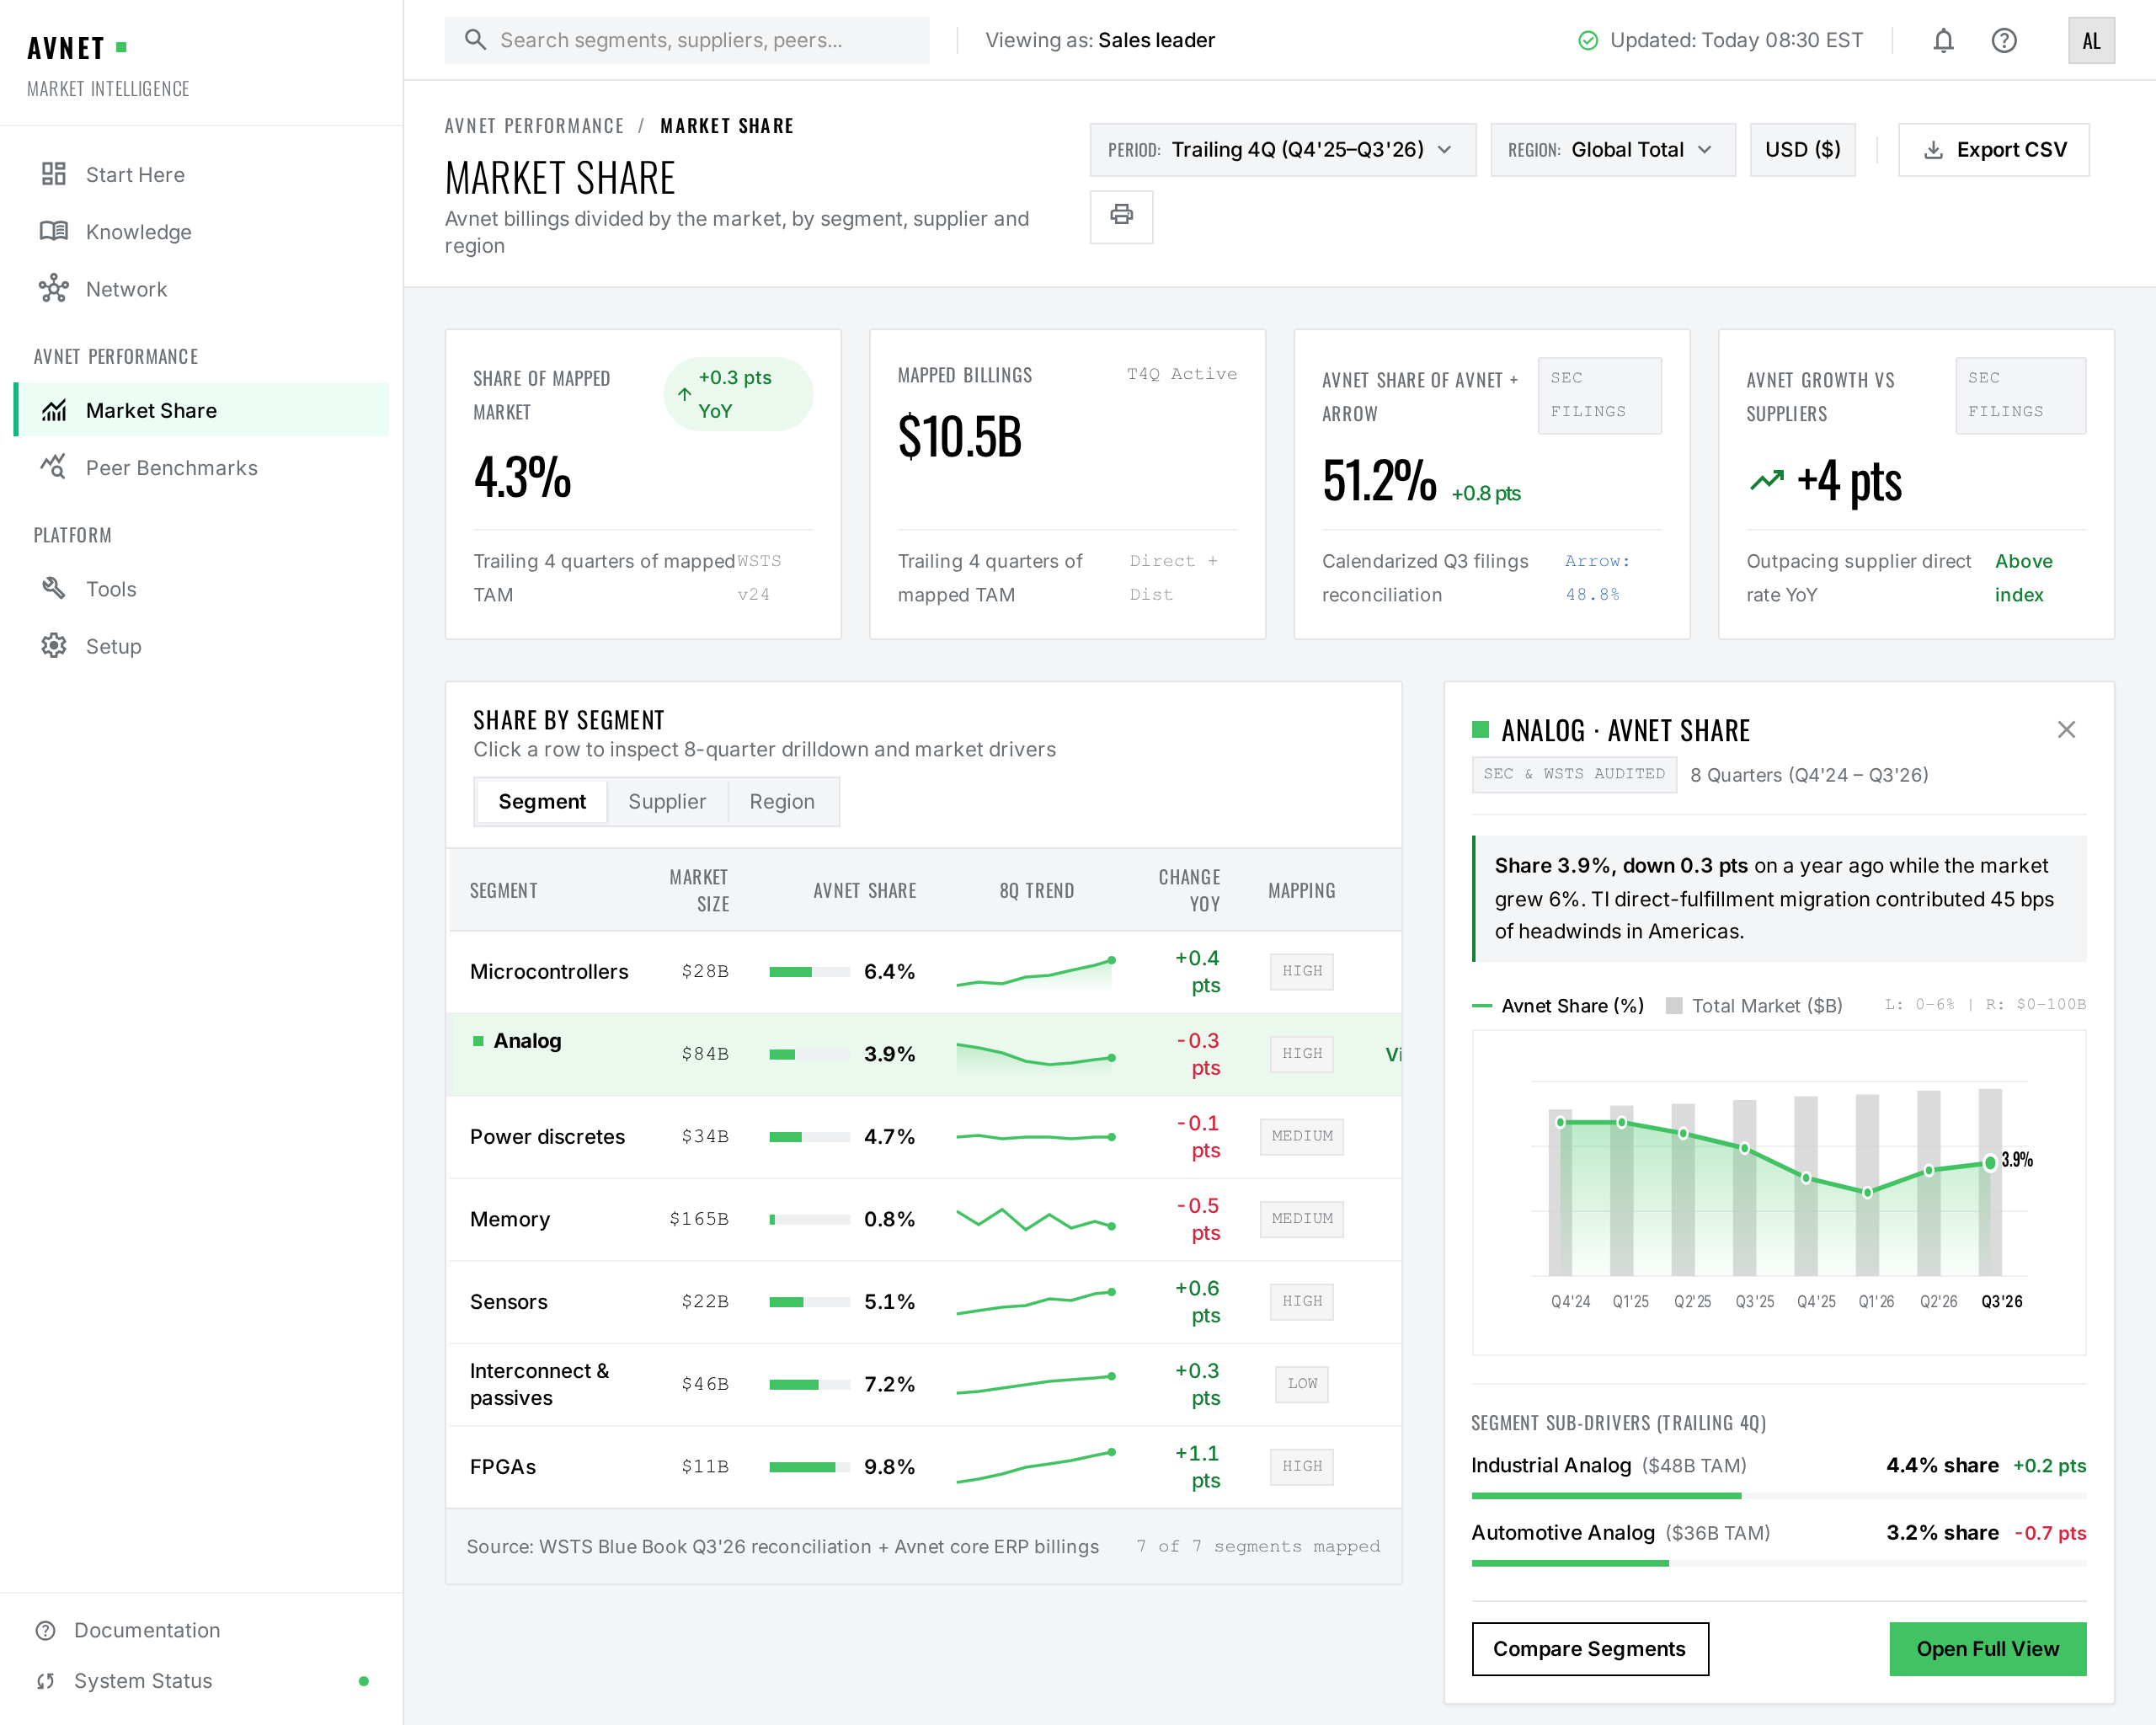 AVNET
MARKET INTELLIGENCE
Start Here
Knowledge
Network
AVNET PERFORMANCE
Market Share
Peer Benchmarks
PLATFORM
Tools
Setup
Documentation
System Status
Search segments, suppliers, peers...
Viewing as: Sales leader
Updated: Today 08:30 EST
AL
AVNET PERFORMANCE / MARKET SHARE
MARKET SHARE
Avnet billings divided by the market, by segment, supplier and
region
PERIOD: Trailing 4Q (Q4'25–Q3'26)
REGION: Global Total
USD ($)
Export CSV
SHARE OF MAPPED
MARKET
+0.3 pts
YoY
4.3%
Trailing 4 quarters of mapped
TAM
WSTS
v24
MAPPED BILLINGS
T4Q Active
$10.5B
Trailing 4 quarters of
mapped TAM
Direct +
Dist
AVNET SHARE OF AVNET +
ARROW
SEC
FILINGS
51.2% +0.8 pts
Calendarized Q3 filings
reconciliation
Arrow:
48.8%
AVNET GROWTH VS
SUPPLIERS
SEC
FILINGS
+4 pts
Outpacing supplier direct
rate YoY
Above
index
SHARE BY SEGMENT
Click a row to inspect 8-quarter drilldown and market drivers
Segment Supplier Region
SEGMENT
MARKET
SIZE
AVNET SHARE
8Q TREND
CHANGE
YOY
MAPPING
Microcontrollers
$28B
6.4%
+0.4
pts
HIGH
Analog
$84B
3.9%
-0.3
pts
HIGH
Vi
Power discretes
$34B
4.7%
-0.1
pts
MEDIUM
Memory
$165B
0.8%
-0.5
pts
MEDIUM
Sensors
$22B
5.1%
+0.6
pts
HIGH
Interconnect &
passives
$46B
7.2%
+0.3
pts
LOW
FPGAs
$11B
9.8%
+1.1
pts
HIGH
Source: WSTS Blue Book Q3'26 reconciliation + Avnet core ERP billings
7 of 7 segments mapped
ANALOG · AVNET SHARE
SEC & WSTS AUDITED
8 Quarters (Q4'24 – Q3'26)
Share 3.9%, down 0.3 pts on a year ago while the market
grew 6%. TI direct-fulfillment migration contributed 45 bps
of headwinds in Americas.
Avnet Share (%)
Total Market ($B)
L: 0–6% | R: $0–100B
3.9%
Q4'24 Q1'25 Q2'25 Q3'25 Q4'25 Q1'26 Q2'26 Q3'26
SEGMENT SUB-DRIVERS (TRAILING 4Q)
Industrial Analog ($48B TAM)
4.4% share +0.2 pts
Automotive Analog ($36B TAM)
3.2% share -0.7 pts
Compare Segments
Open Full View